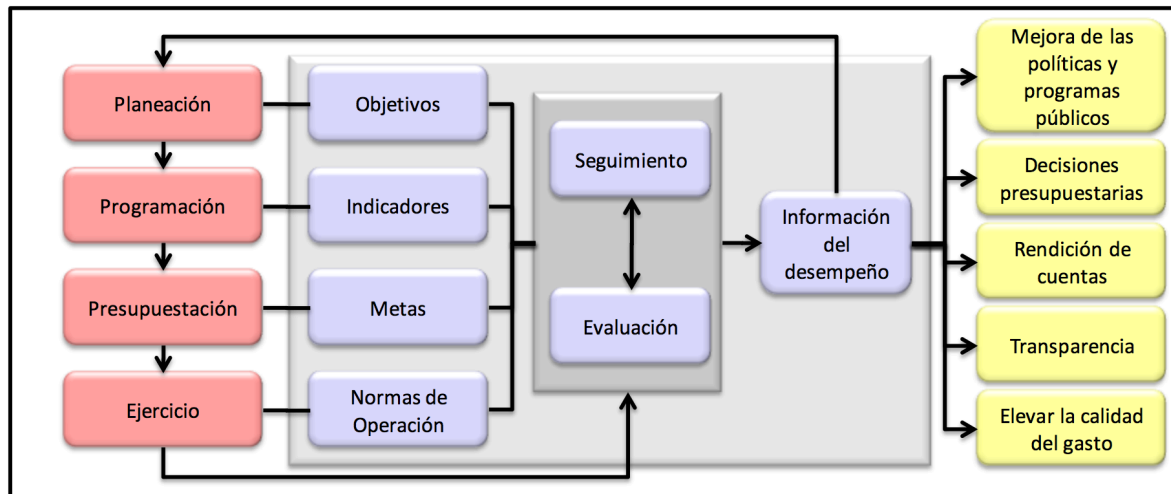 Planeación
Programación
Presupuestación
Ejercicio
Objetivos
Indicadores
Metas
Normas de
Operación
Seguimiento
Evaluación
Información
del
desempeño
Mejora de las
políticas y
programas
públicos
Decisiones
presupuestarias
Rendición de
cuentas
Transparencia
Elevar la calidad
del gasto